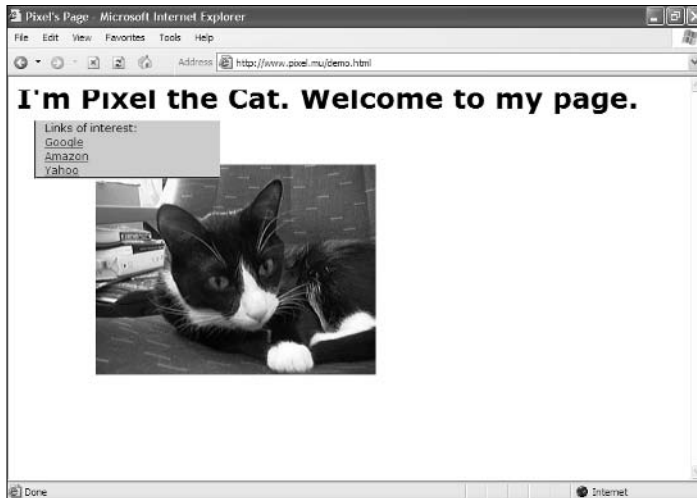 Pixel's Page - Microsoft Internet Explorer
File Edit View Favorites Tools Help
Address http://www.pixel.mu/demo.html
I'm Pixel the Cat. Welcome to my page.
Links of interest:
Google
Amazon
Yahoo
Done Internet